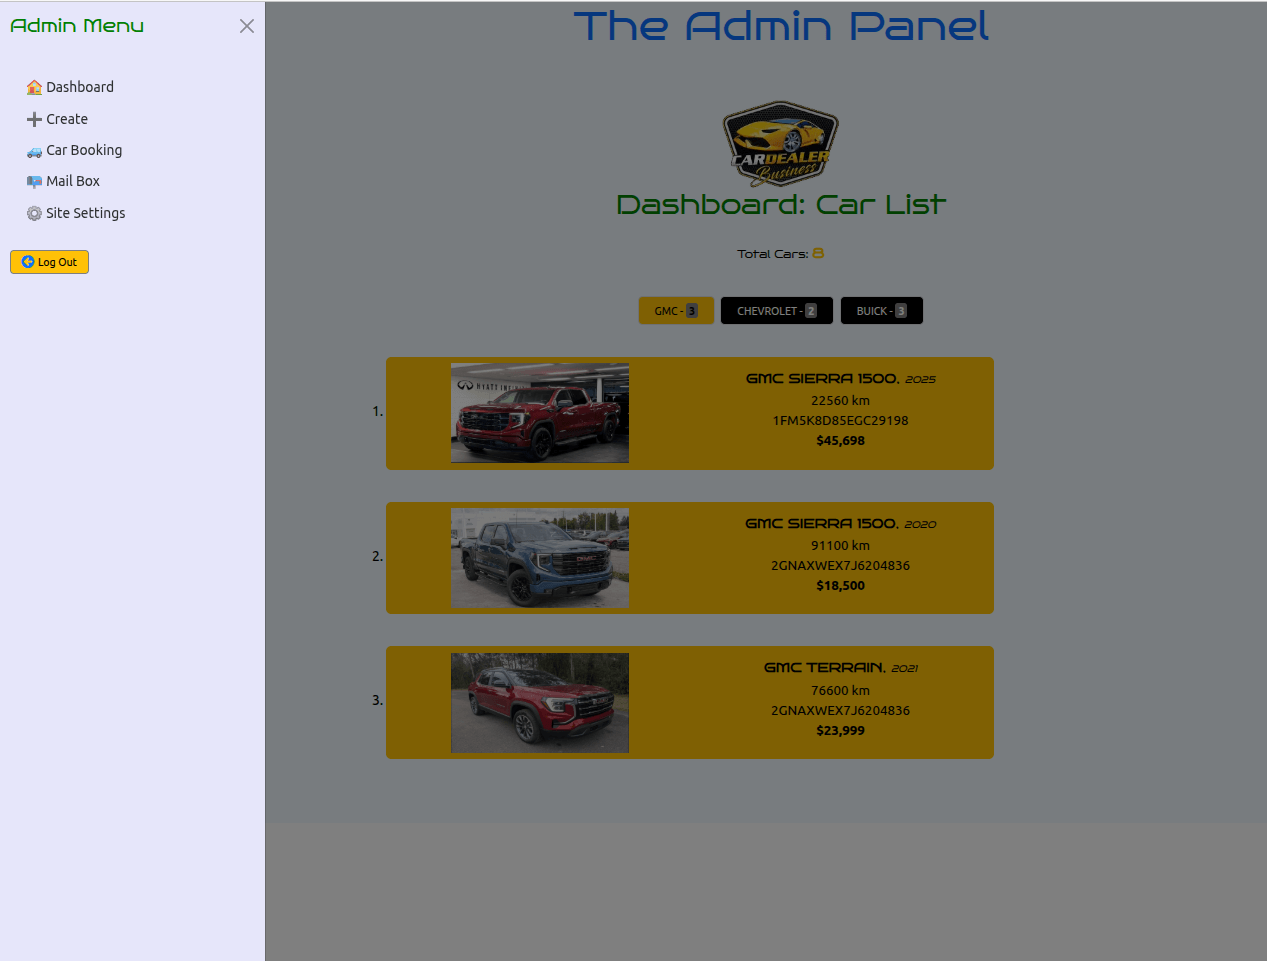 Admin Menu
🏠 Dashboard
➕ Create
🚙 Car Booking
📪 Mail Box
⚙ Site Settings
Log Out
The Admin Panel
CARDEALER
Business
Dashboard: Car List
Total Cars: 8
GMC - 3
CHEVROLET - 2
BUICK - 3
1.
HYATT INFINITI
GMC SIERRA 1500, 2025
22560 km
1FM5K8D85EGC29198
$45,698
2.
GMC SIERRA 1500, 2020
91100 km
2GNAXWEX7J6204836
$18,500
3.
GMC TERRAIN, 2021
76600 km
2GNAXWEX7J6204836
$23,999